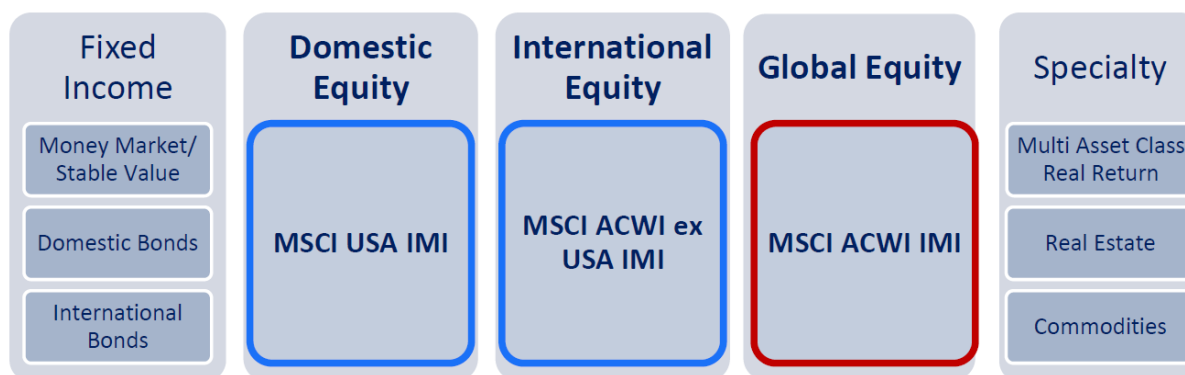 Fixed
Income
Money Market/
Stable Value
Domestic Bonds
International
Bonds
Domestic
Equity
MSCI USA IMI
International
Equity
MSCI ACWI ex
USA IMI
Global Equity
MSCI ACWI IMI
Specialty
Multi Asset Class
Real Return
Real Estate
Commodities